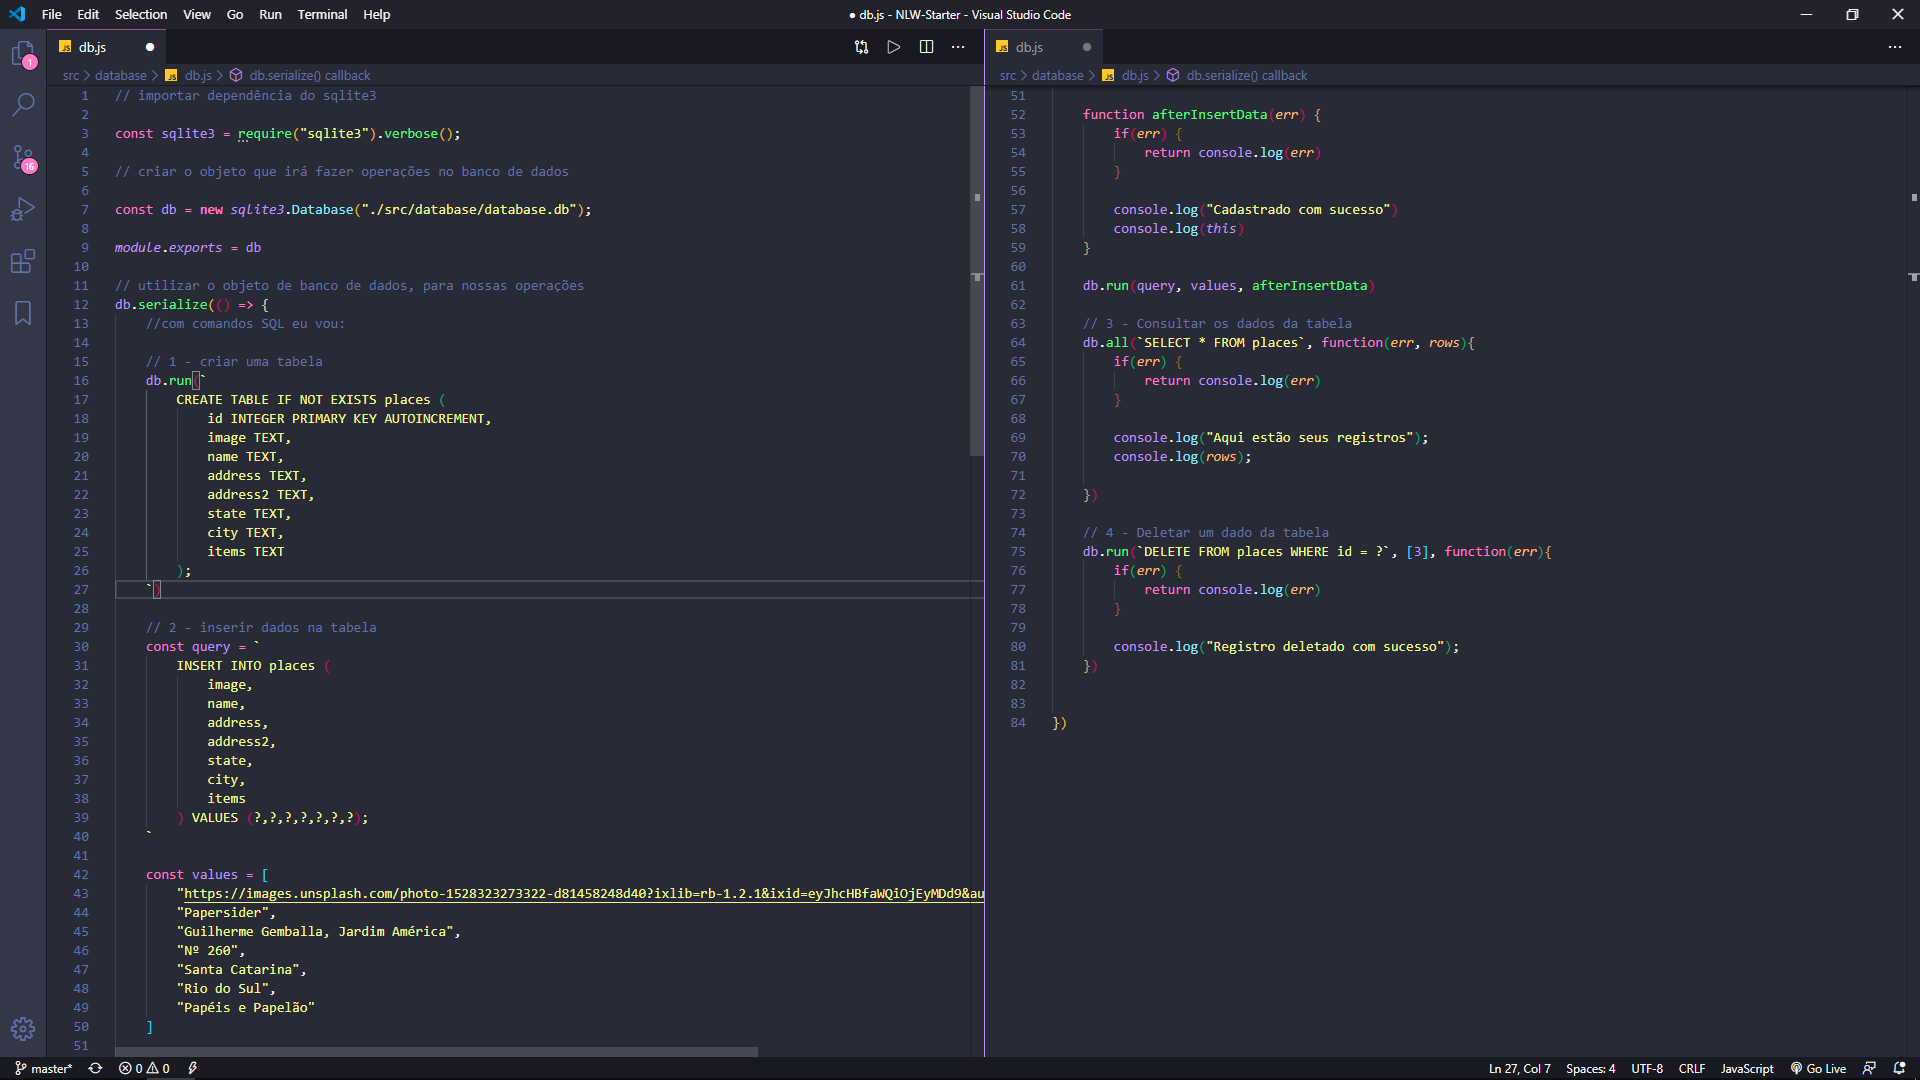 File Edit Selection View Go Run Terminal Help
● db.js - NLW-Starter - Visual Studio Code
JS db.js ●
src > database > JS db.js > db.serialize() callback
1 // importar dependência do sqlite3
2
3 const sqlite3 = require("sqlite3").verbose();
4
5 // criar o objeto que irá fazer operações no banco de dados
6
7 const db = new sqlite3.Database("./src/database/database.db");
8
9 module.exports = db
10
11 // utilizar o objeto de banco de dados, para nossas operações
12 db.serialize(() => {
13 //com comandos SQL eu vou:
14
15 // 1 - criar uma tabela
16 db.run(`
17 CREATE TABLE IF NOT EXISTS places (
18 id INTEGER PRIMARY KEY AUTOINCREMENT,
19 image TEXT,
20 name TEXT,
21 address TEXT,
22 address2 TEXT,
23 state TEXT,
24 city TEXT,
25 items TEXT
26 );
27 `)
28
29 // 2 - inserir dados na tabela
30 const query = `
31 INSERT INTO places (
32 image,
33 name,
34 address,
35 address2,
36 state,
37 city,
38 items
39 ) VALUES (?,?,?,?,?,?,?);
40 `
41
42 const values = [
43 "https://images.unsplash.com/photo-1528323273322-d81458248d40?ixlib=rb-1.2.1&ixid=eyJhcHBfaWQiOjEyMDd9&au
44 "Papersider",
45 "Guilherme Gemballa, Jardim América",
46 "Nº 260",
47 "Santa Catarina",
48 "Rio do Sul",
49 "Papéis e Papelão"
50 ]
51
JS db.js ●
src > database > JS db.js > db.serialize() callback
51
52 function afterInsertData(err) {
53 if(err) {
54 return console.log(err)
55 }
56
57 console.log("Cadastrado com sucesso")
58 console.log(this)
59 }
60
61 db.run(query, values, afterInsertData)
62
63 // 3 - Consultar os dados da tabela
64 db.all(`SELECT * FROM places`, function(err, rows){
65 if(err) {
66 return console.log(err)
67 }
68
69 console.log("Aqui estão seus registros");
70 console.log(rows);
71
72 })
73
74 // 4 - Deletar um dado da tabela
75 db.run(`DELETE FROM places WHERE id = ?`, [3], function(err){
76 if(err) {
77 return console.log(err)
78 }
79
80 console.log("Registro deletado com sucesso");
81 })
82
83
84 })
1
16
master* 0 0
Ln 27, Col 7 Spaces: 4 UTF-8 CRLF JavaScript Go Live